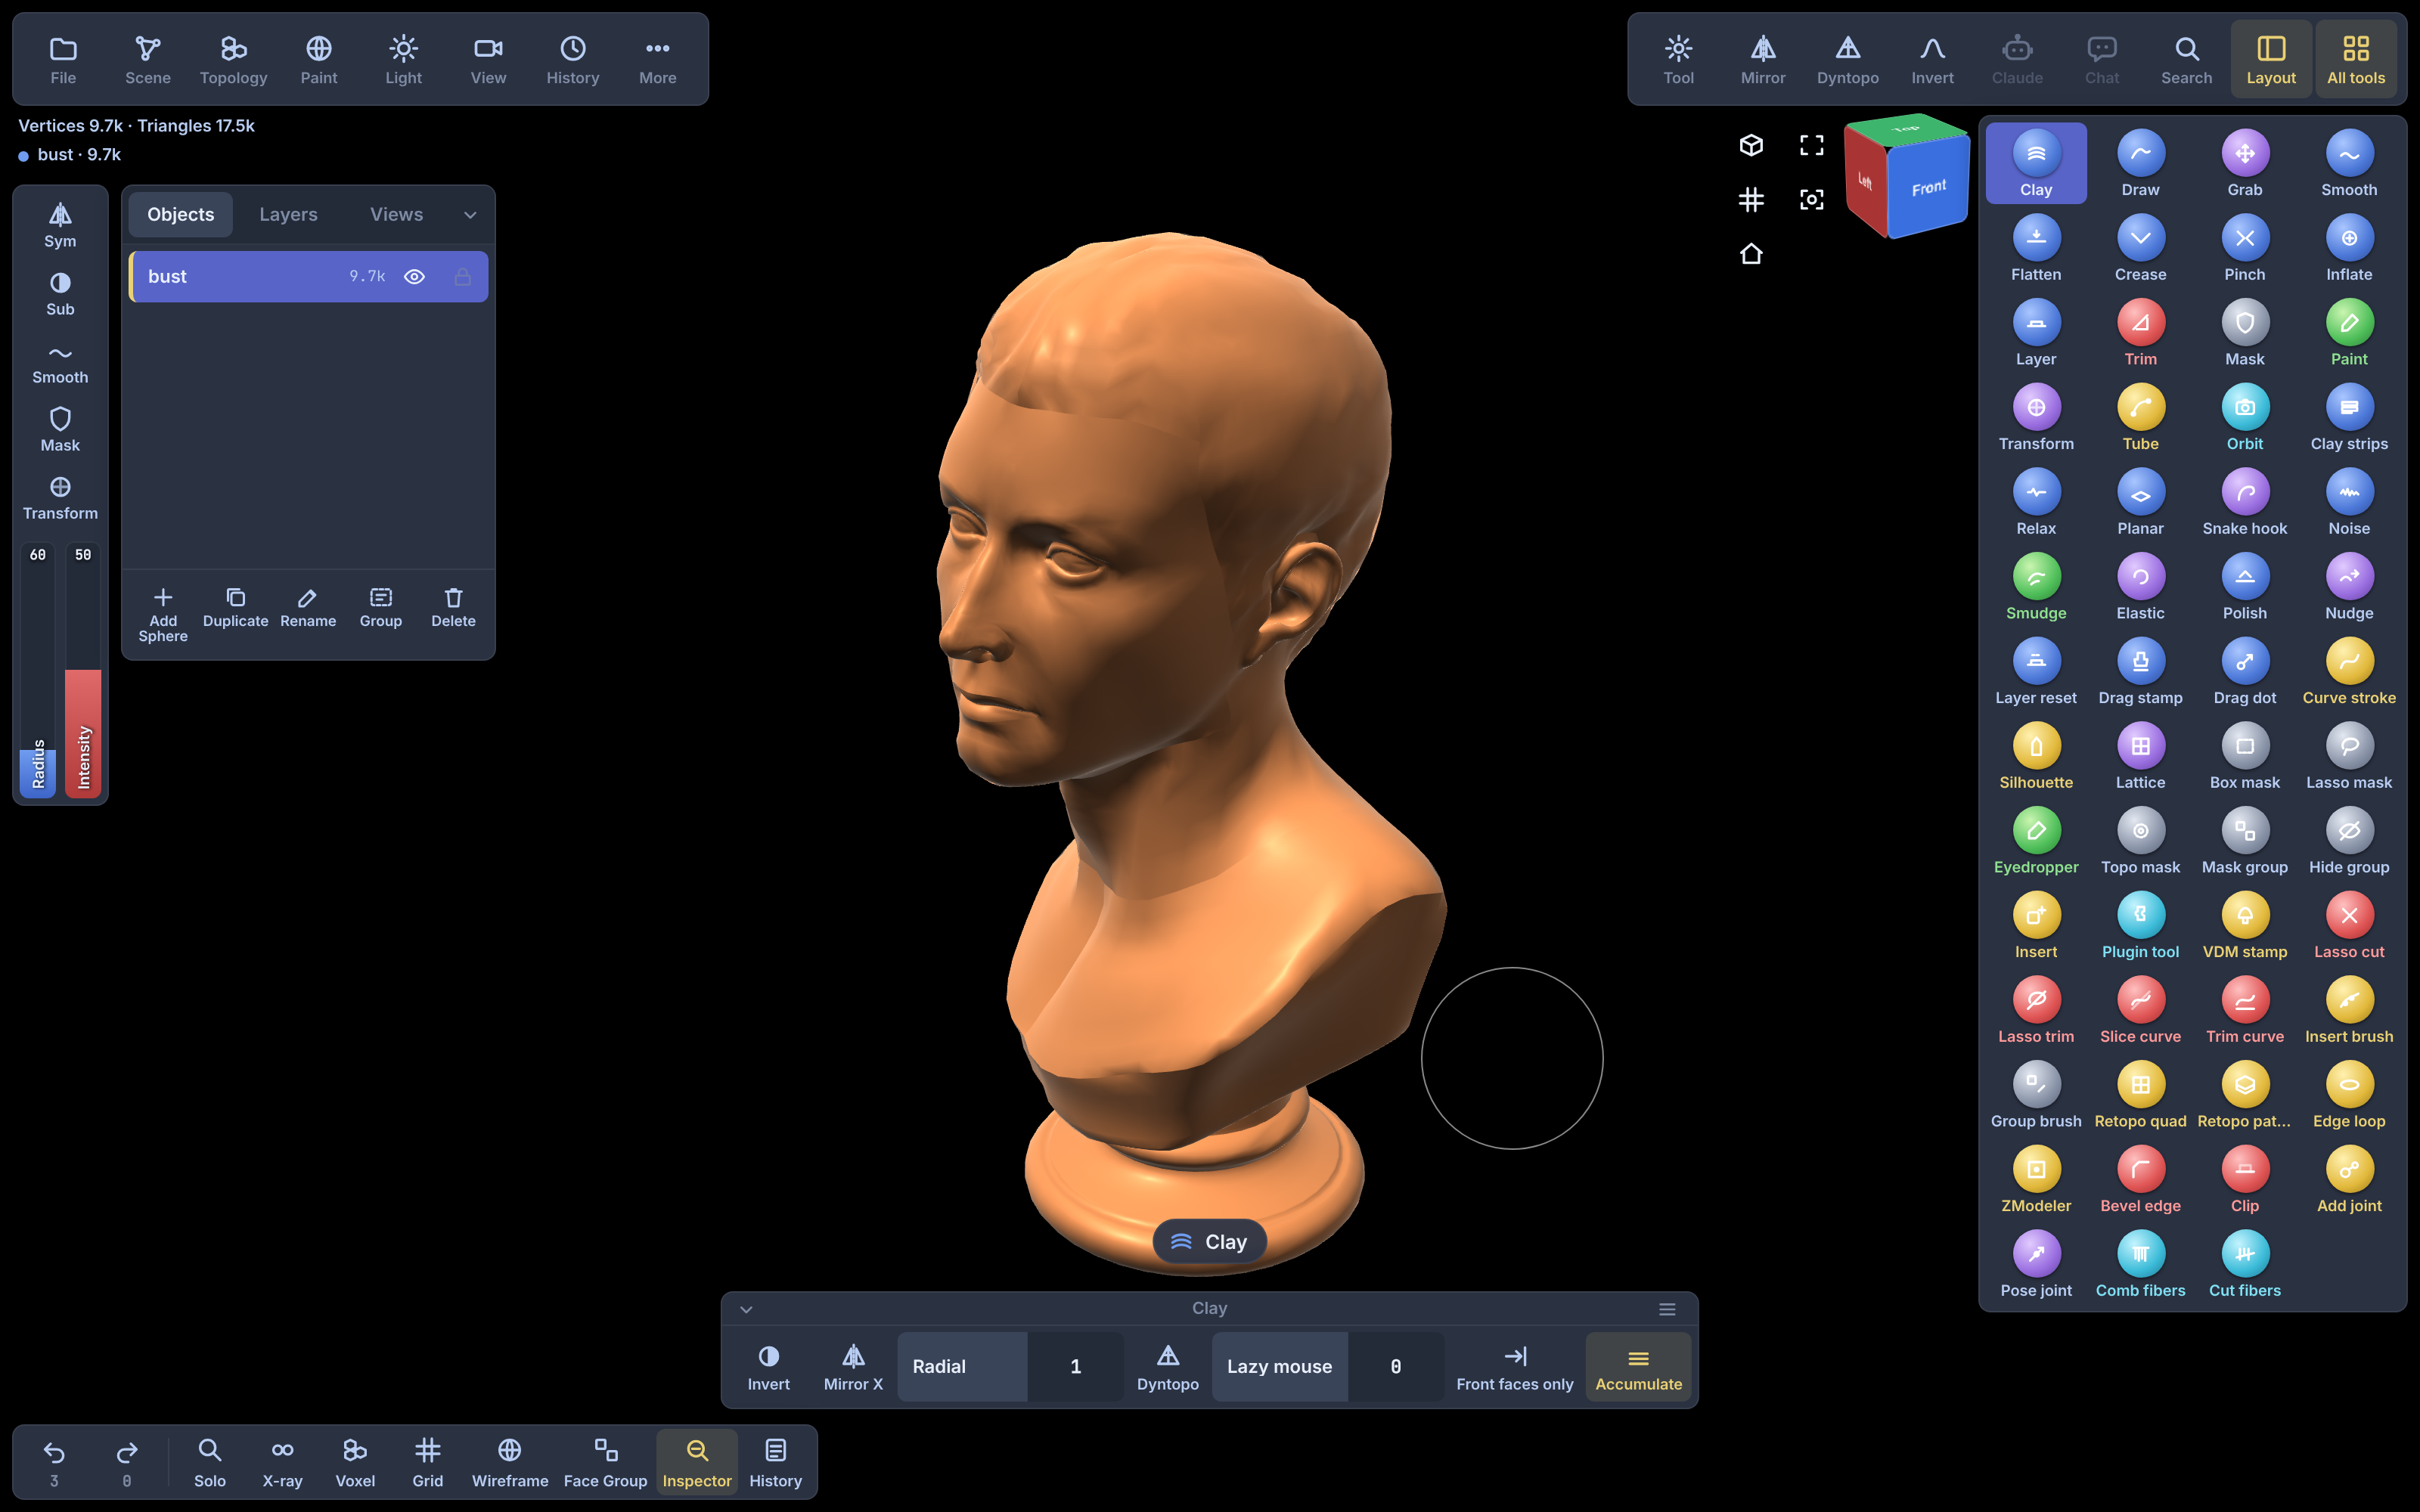 File Scene Topology Paint Light View History More
Tool Mirror Dyntopo Invert Claude Chat Search Layout All tools
Vertices 9.7k · Triangles 17.5k
bust · 9.7k
Sym
Sub
Smooth
Mask
Transform
60 50
Radius Intensity
Objects Layers Views
bust 9.7k
Add Sphere Duplicate Rename Group Delete
Top
Left Front
Clay Draw Grab Smooth
Flatten Crease Pinch Inflate
Layer Trim Mask Paint
Transform Tube Orbit Clay strips
Relax Planar Snake hook Noise
Smudge Elastic Polish Nudge
Layer reset Drag stamp Drag dot Curve stroke
Silhouette Lattice Box mask Lasso mask
Eyedropper Topo mask Mask group Hide group
Insert Plugin tool VDM stamp Lasso cut
Lasso trim Slice curve Trim curve Insert brush
Group brush Retopo quad Retopo pat... Edge loop
ZModeler Bevel edge Clip Add joint
Pose joint Comb fibers Cut fibers
Clay
Clay
Invert Mirror X Radial 1 Dyntopo Lazy mouse 0 Front faces only Accumulate
3 0 Solo X-ray Voxel Grid Wireframe Face Group Inspector History